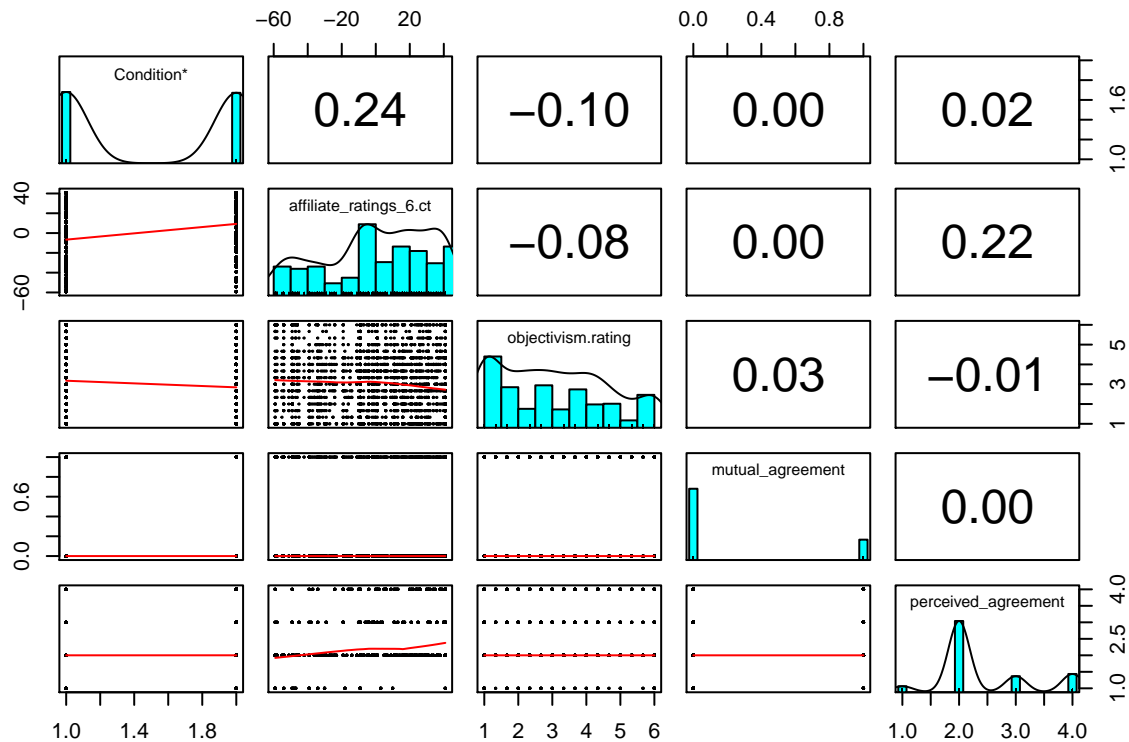 −60 −20 20 0.0 0.4 0.8
Condition*
0.24 −0.10 0.00 0.02
1.0 1.6
−60 0 40
affiliate_ratings_6.ct
−0.08 0.00 0.22
objectivism.rating
0.03 −0.01
1 3 5
0.0 0.6
mutual_agreement
0.00
perceived_agreement
1.0 2.5 4.0
1.0 1.4 1.8 1 2 3 4 5 6 1.0 2.0 3.0 4.0